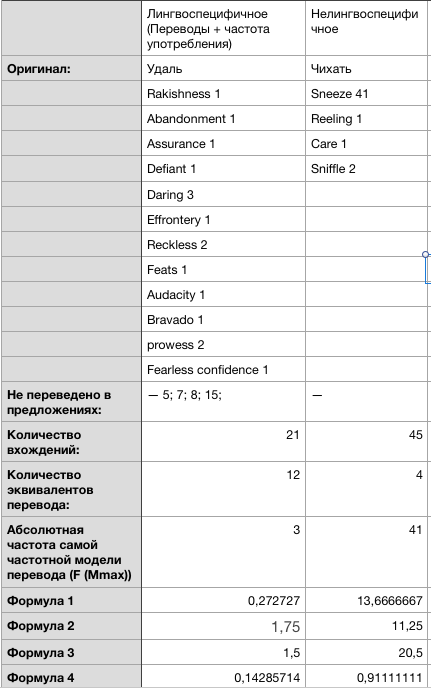 Лингвоспецифичное Нелингвоспецифи
(Переводы + частота чное
употребления)
Оригинал: Удаль Чихать
Rakishness 1 Sneeze 41
Abandonment 1 Reeling 1
Assurance 1 Care 1
Defiant 1 Sniffle 2
Daring 3
Effrontery 1
Reckless 2
Feats 1
Audacity 1
Bravado 1
prowess 2
Fearless confidence 1
Не переведено в — 5; 7; 8; 15; —
предложениях:
Количество 21 45
вхождений:
Количество 12 4
эквивалентов
перевода:
Абсолютная 3 41
частота самой
частотной модели
перевода (F (Mmax))
Формула 1 0,272727 13,6666667
Формула 2 1,75 11,25
Формула 3 1,5 20,5
Формула 4 0,14285714 0,91111111